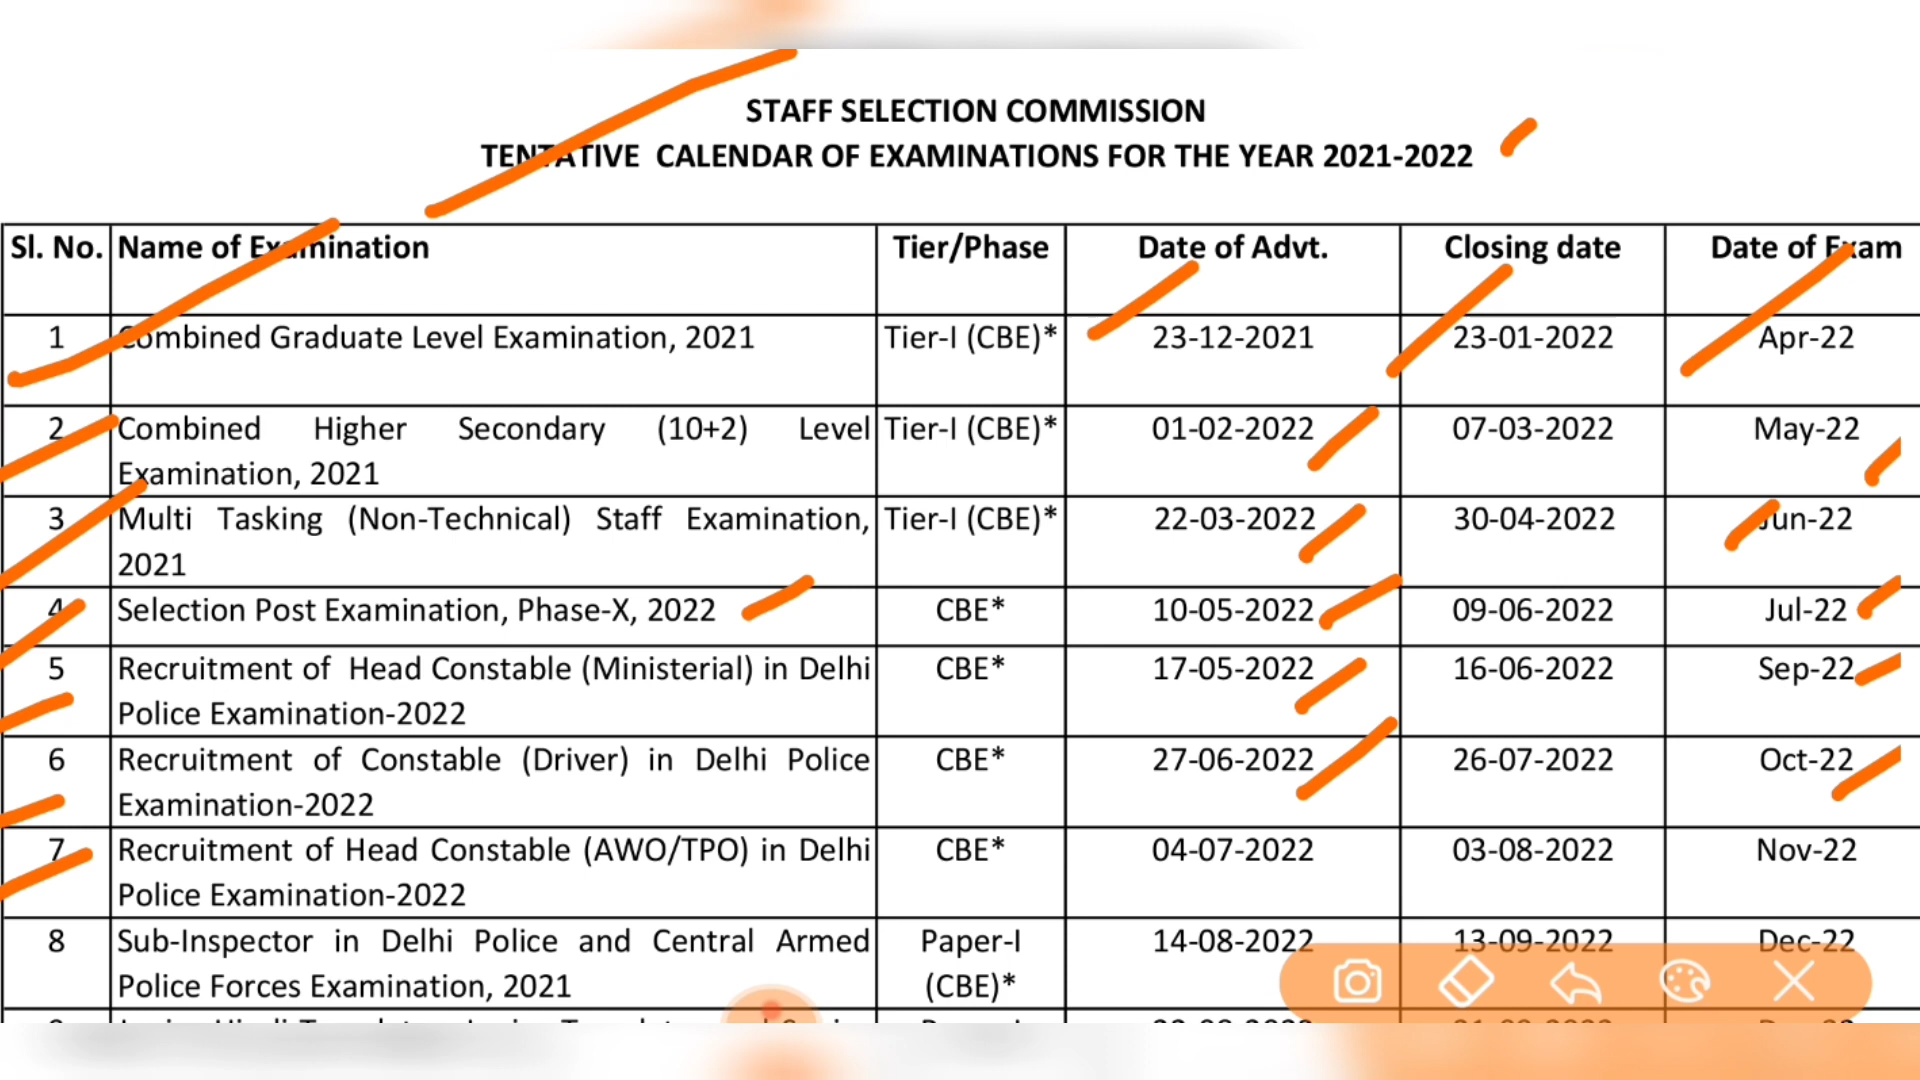 STAFF SELECTION COMMISSION
TENTATIVE CALENDAR OF EXAMINATIONS FOR THE YEAR 2021-2022
Sl. No. Name of Examination Tier/Phase Date of Advt. Closing date Date of Exam
1 Combined Graduate Level Examination, 2021 Tier-I (CBE)* 23-12-2021 23-01-2022 Apr-22
2 Combined Higher Secondary (10+2) Level Tier-I (CBE)* 01-02-2022 07-03-2022 May-22
Examination, 2021
3 Multi Tasking (Non-Technical) Staff Examination, Tier-I (CBE)* 22-03-2022 30-04-2022 Jun-22
2021
4 Selection Post Examination, Phase-X, 2022 CBE* 10-05-2022 09-06-2022 Jul-22
5 Recruitment of Head Constable (Ministerial) in Delhi CBE* 17-05-2022 16-06-2022 Sep-22
Police Examination-2022
6 Recruitment of Constable (Driver) in Delhi Police CBE* 27-06-2022 26-07-2022 Oct-22
Examination-2022
7 Recruitment of Head Constable (AWO/TPO) in Delhi CBE* 04-07-2022 03-08-2022 Nov-22
Police Examination-2022
8 Sub-Inspector in Delhi Police and Central Armed Paper-I 14-08-2022 13-09-2022 Dec-22
Police Forces Examination, 2021 (CBE)*